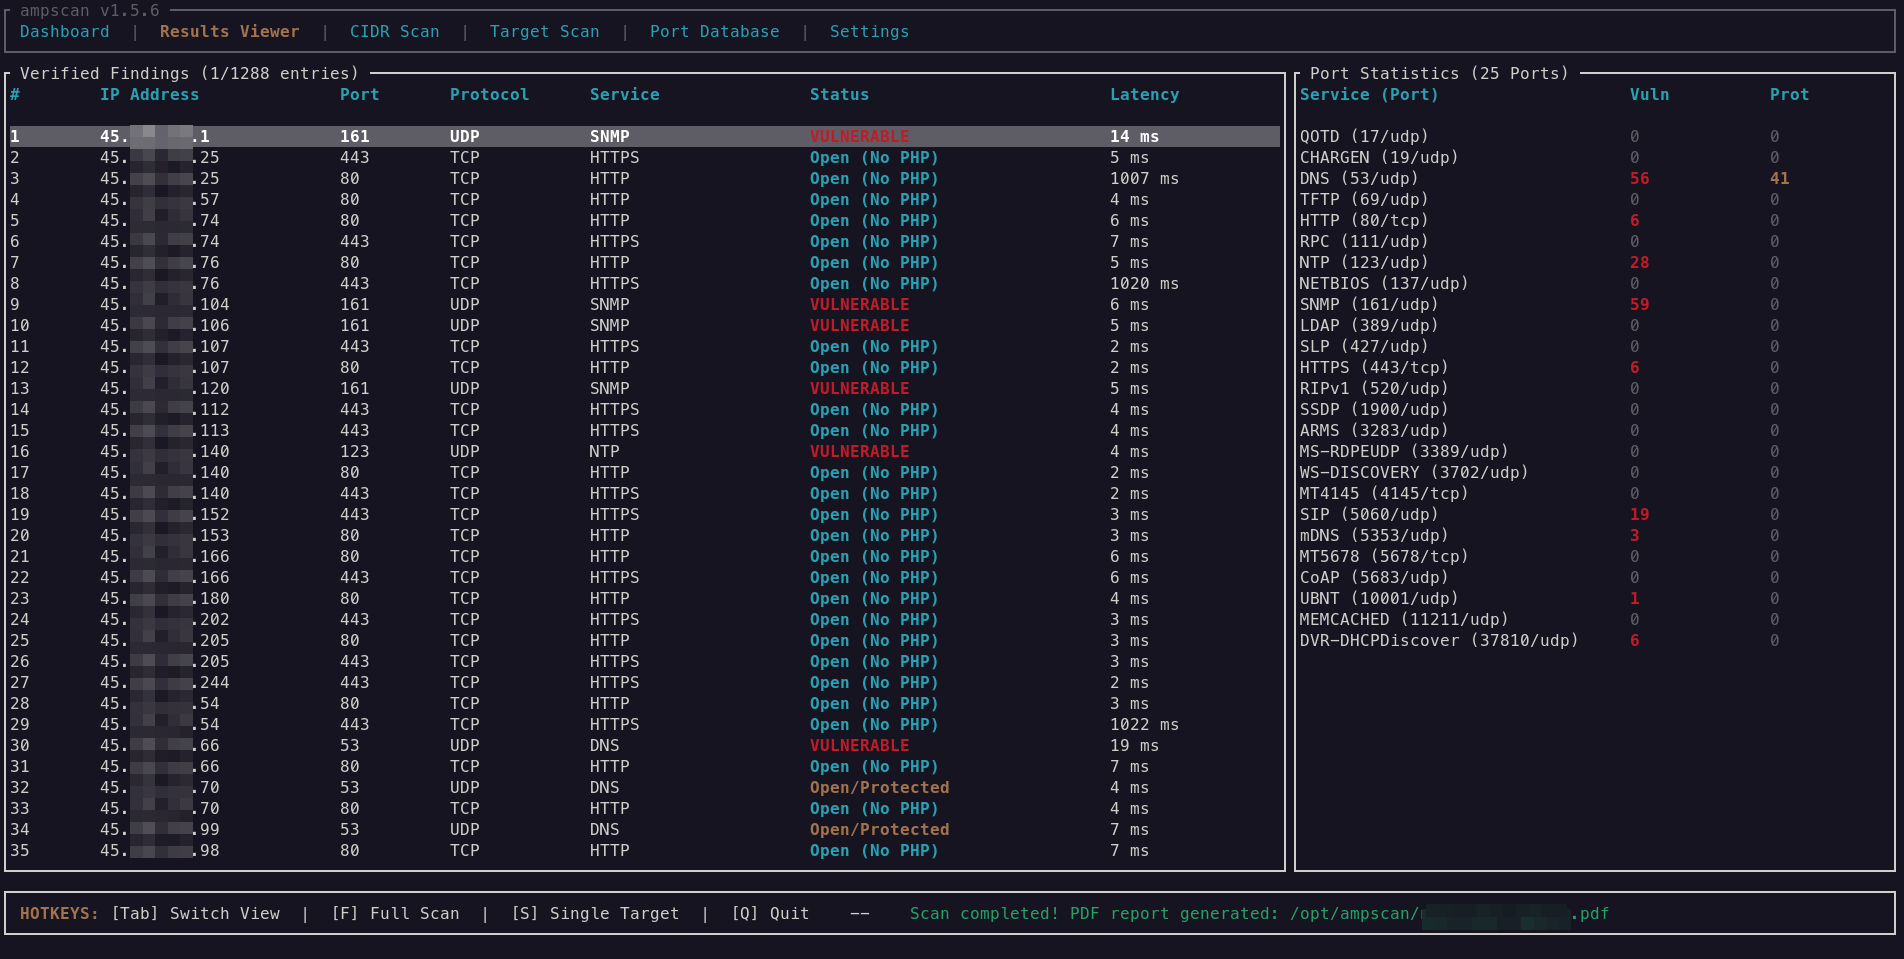 ampscan v1.5.6
Dashboard | Results Viewer | CIDR Scan | Target Scan | Port Database | Settings
Verified Findings (1/1288 entries)
# IP Address Port Protocol Service Status Latency
1 45. .1 161 UDP SNMP VULNERABLE 14 ms
2 45. .25 443 TCP HTTPS Open (No PHP) 5 ms
3 45. .25 80 TCP HTTP Open (No PHP) 1007 ms
4 45. .57 80 TCP HTTP Open (No PHP) 4 ms
5 45. .74 80 TCP HTTP Open (No PHP) 6 ms
6 45. .74 443 TCP HTTPS Open (No PHP) 7 ms
7 45. .76 80 TCP HTTP Open (No PHP) 5 ms
8 45. .76 443 TCP HTTPS Open (No PHP) 1020 ms
9 45. .104 161 UDP SNMP VULNERABLE 6 ms
10 45. .106 161 UDP SNMP VULNERABLE 5 ms
11 45. .107 443 TCP HTTPS Open (No PHP) 2 ms
12 45. .107 80 TCP HTTP Open (No PHP) 2 ms
13 45. .120 161 UDP SNMP VULNERABLE 5 ms
14 45. .112 443 TCP HTTPS Open (No PHP) 4 ms
15 45. .113 443 TCP HTTPS Open (No PHP) 4 ms
16 45. .140 123 UDP NTP VULNERABLE 4 ms
17 45. .140 80 TCP HTTP Open (No PHP) 2 ms
18 45. .140 443 TCP HTTPS Open (No PHP) 2 ms
19 45. .152 443 TCP HTTPS Open (No PHP) 3 ms
20 45. .153 80 TCP HTTP Open (No PHP) 3 ms
21 45. .166 80 TCP HTTP Open (No PHP) 6 ms
22 45. .166 443 TCP HTTPS Open (No PHP) 6 ms
23 45. .180 80 TCP HTTP Open (No PHP) 4 ms
24 45. .202 443 TCP HTTPS Open (No PHP) 3 ms
25 45. .205 80 TCP HTTP Open (No PHP) 3 ms
26 45. .205 443 TCP HTTPS Open (No PHP) 3 ms
27 45. .244 443 TCP HTTPS Open (No PHP) 2 ms
28 45. .54 80 TCP HTTP Open (No PHP) 3 ms
29 45. .54 443 TCP HTTPS Open (No PHP) 1022 ms
30 45. .66 53 UDP DNS VULNERABLE 19 ms
31 45. .66 80 TCP HTTP Open (No PHP) 7 ms
32 45. .70 53 UDP DNS Open/Protected 4 ms
33 45. .70 80 TCP HTTP Open (No PHP) 4 ms
34 45. .99 53 UDP DNS Open/Protected 7 ms
35 45. .98 80 TCP HTTP Open (No PHP) 7 ms
Port Statistics (25 Ports)
Service (Port) Vuln Prot
QOTD (17/udp) 0 0
CHARGEN (19/udp) 0 0
DNS (53/udp) 56 41
TFTP (69/udp) 0 0
HTTP (80/tcp) 6 0
RPC (111/udp) 0 0
NTP (123/udp) 28 0
NETBIOS (137/udp) 0 0
SNMP (161/udp) 59 0
LDAP (389/udp) 0 0
SLP (427/udp) 0 0
HTTPS (443/tcp) 6 0
RIPv1 (520/udp) 0 0
SSDP (1900/udp) 0 0
ARMS (3283/udp) 0 0
MS-RDPEUDP (3389/udp) 0 0
WS-DISCOVERY (3702/udp) 0 0
MT4145 (4145/tcp) 0 0
SIP (5060/udp) 19 0
mDNS (5353/udp) 3 0
MT5678 (5678/tcp) 0 0
CoAP (5683/udp) 0 0
UBNT (10001/udp) 1 0
MEMCACHED (11211/udp) 0 0
DVR-DHCPDiscover (37810/udp) 6 0
HOTKEYS: [Tab] Switch View | [F] Full Scan | [S] Single Target | [Q] Quit -- Scan completed! PDF report generated: /opt/ampscan/ .pdf